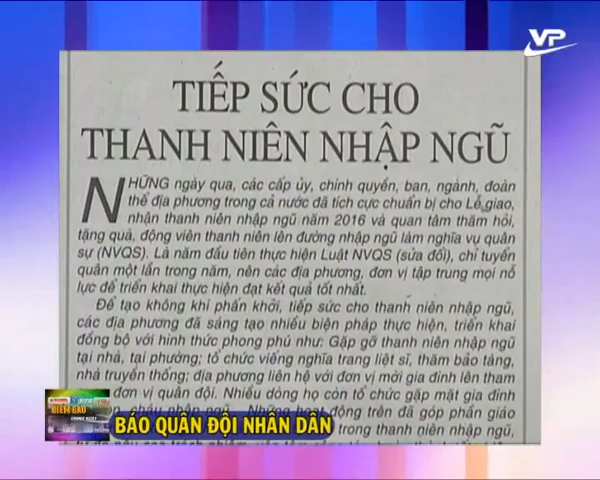 VP
TIẾP SỨC CHO
THANH NIÊN NHẬP NGŨ
NHỮNG ngày qua, các cấp ủy, chính quyền, ban, ngành, đoàn
thể địa phương trong cả nước đã tích cực chuẩn bị cho Lễ giao,
nhận thanh niên nhập ngũ năm 2016 và quan tâm thăm hỏi,
tặng quà, động viên thanh niên lên đường nhập ngũ làm nghĩa vụ quân
sự (NVQS). Là năm đầu tiên thực hiện Luật NVQS (sửa đổi), chỉ tuyển
quân một lần trong năm, nên các địa phương, đơn vị tập trung mọi nỗ
lực để triển khai thực hiện đạt kết quả tốt nhất.
Để tạo không khí phấn khởi, tiếp sức cho thanh niên nhập ngũ,
các địa phương đã sáng tạo nhiều biện pháp thực hiện, triển khai
đồng bộ với hình thức phong phú như: Gặp gỡ thanh niên nhập ngũ
tại nhà, tại phường; tổ chức viếng nghĩa trang liệt sĩ, thăm bảo tàng,
nhà truyền thống; địa phương liên hệ với đơn vị mời gia đình lên tham
đơn vị quân đội. Nhiều dòng họ còn tổ chức gặp mặt gia đình
động trên đã góp phần giáo
trong thanh niên nhập ngũ,
ĐIỂM BÁO
BÁO QUÂN ĐỘI NHÂN DÂN